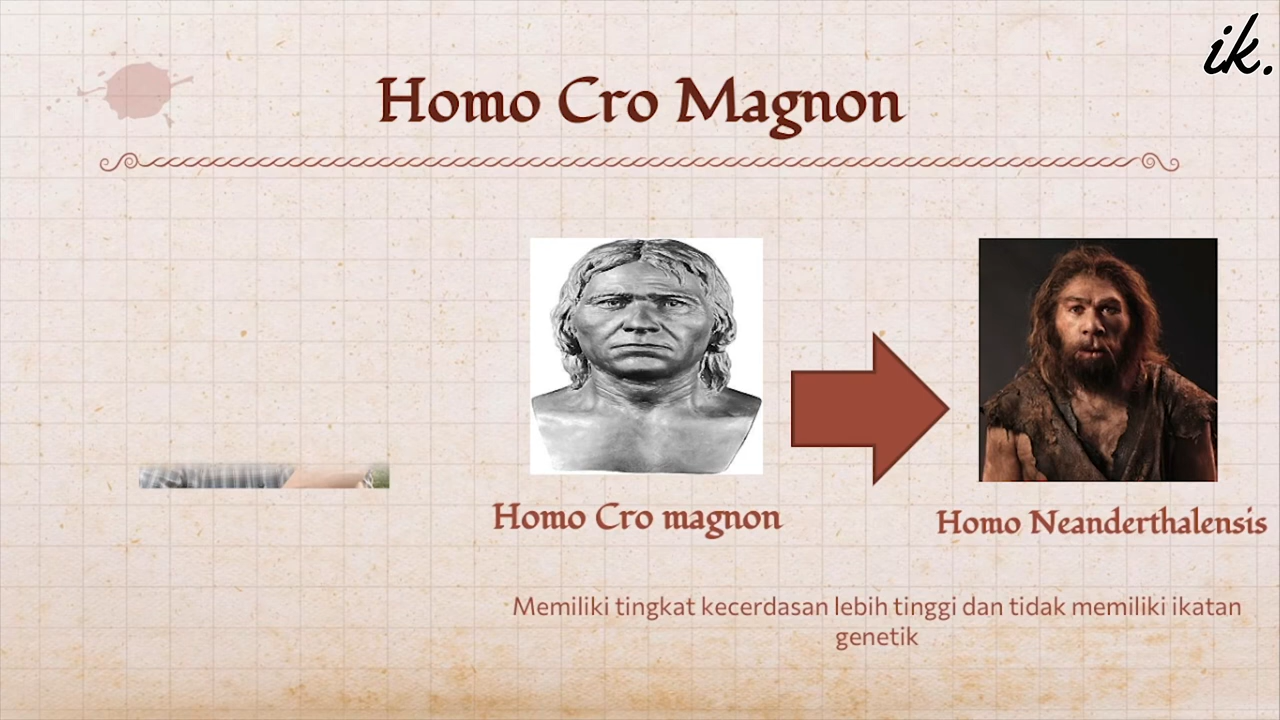 ik.
Homo Cro Magnon
Homo Cro magnon
Homo Neanderthalensis
Memiliki tingkat kecerdasan lebih tinggi dan tidak memiliki ikatan
genetik